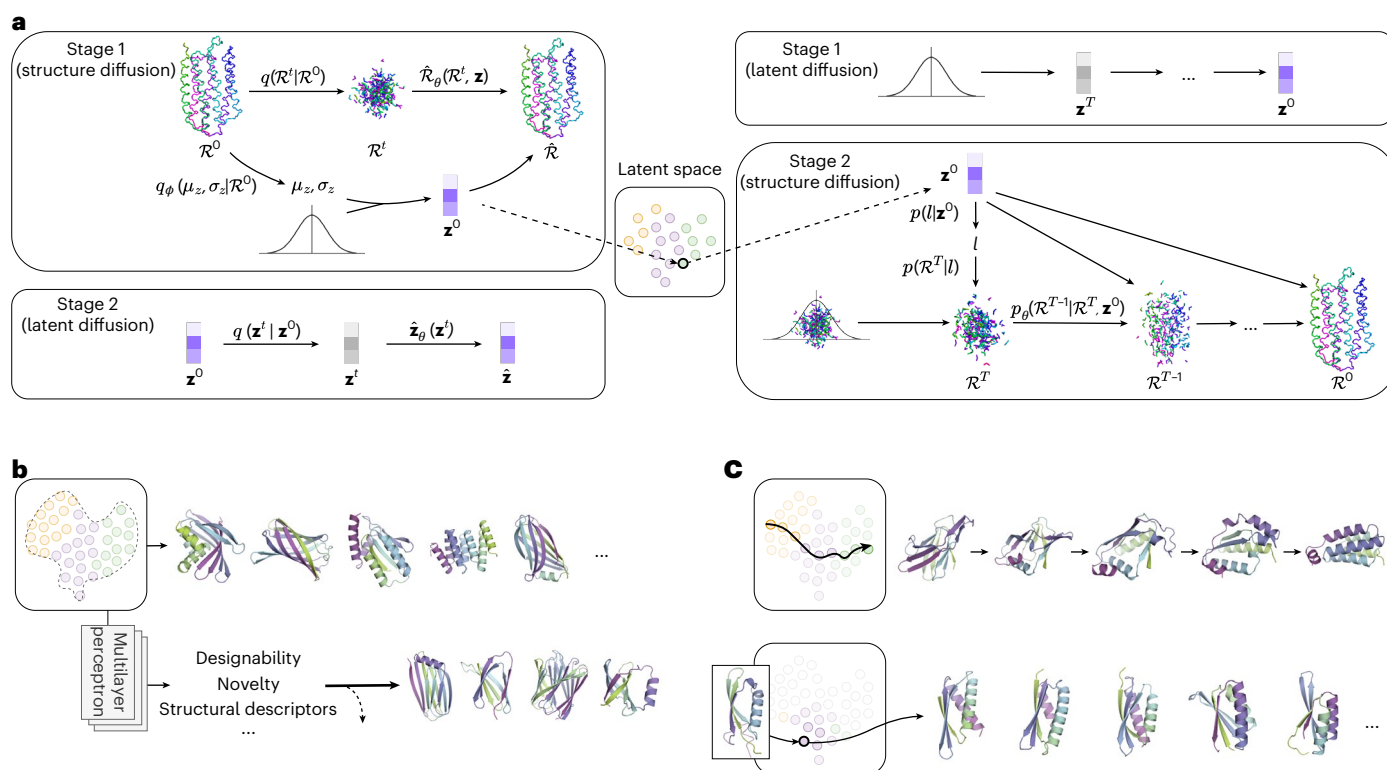 a
Stage 1
(structure diffusion)
q(ℛ^t|ℛ^0)
ℛ̂_θ(ℛ^t, z)
ℛ^0
ℛ^t
ℛ̂
q_ϕ (μ_z, σ_z|ℛ^0)
μ_z, σ_z
z^0
Stage 2
(latent diffusion)
q (z^t | z^0)
ẑ_θ (z^t)
z^0
z^t
ẑ
Latent space
Stage 1
(latent diffusion)
...
z^T
z^0
Stage 2
(structure diffusion)
z^0
p(l|z^0)
l
p(ℛ^T|l)
p_θ(ℛ^{T−1}|ℛ^T, z^0)
...
ℛ^T
ℛ^{T−1}
ℛ^0
b
...
Multilayer
perceptron
Designability
Novelty
Structural descriptors
...
c
...